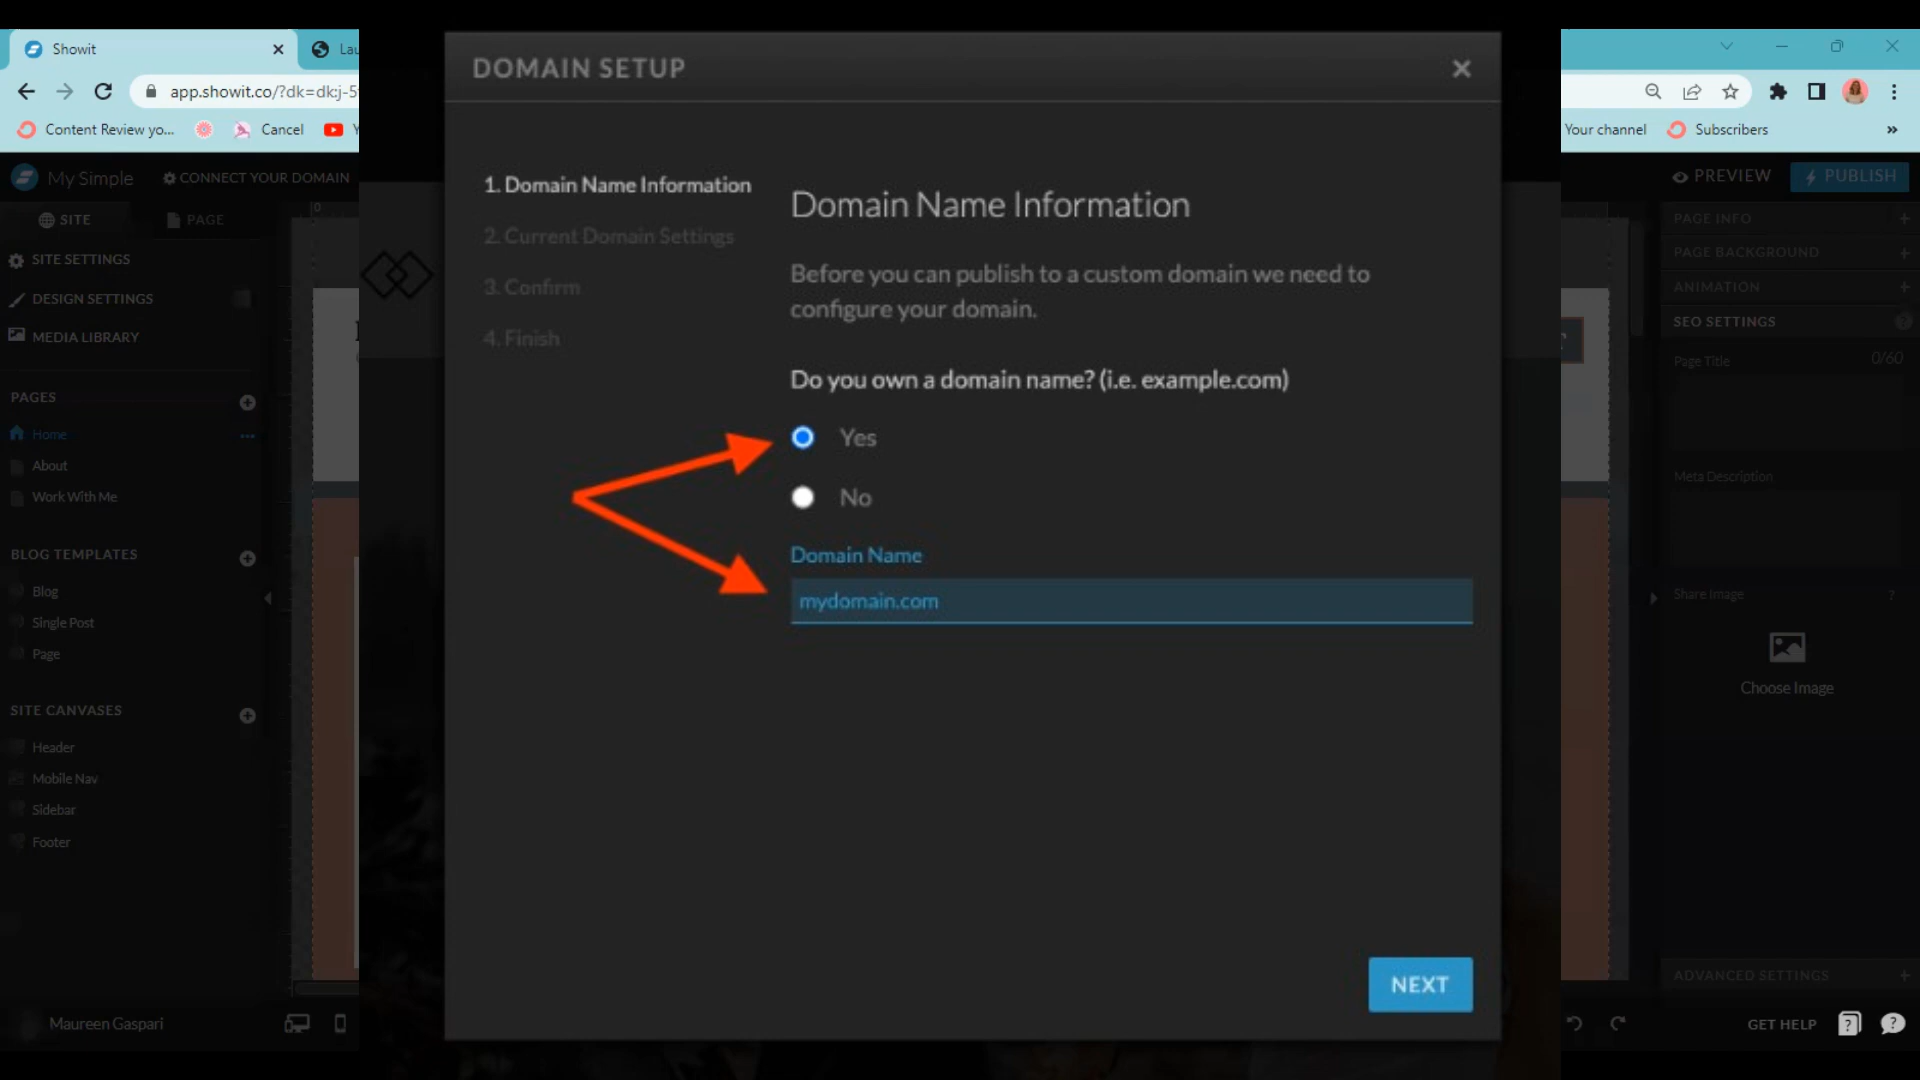 Showit
Lau
app.showit.co/?dk=dk:j-5
Content Review yo...
Cancel
Your channel
Subscribers
»
My Simple
CONNECT YOUR DOMAIN
PREVIEW
PUBLISH
SITE
PAGE
SITE SETTINGS
DESIGN SETTINGS
MEDIA LIBRARY
PAGES
Home
About
Work With Me
BLOG TEMPLATES
Blog
Single Post
Page
SITE CANVASES
Header
Mobile Nav
Sidebar
Footer
Maureen Gaspari
0
DOMAIN SETUP
1. Domain Name Information
2. Current Domain Settings
3. Confirm
4. Finish
Domain Name Information
Before you can publish to a custom domain we need to
configure your domain.
Do you own a domain name? (i.e. example.com)
Yes
No
Domain Name
mydomain.com
NEXT
PAGE INFO
PAGE BACKGROUND
ANIMATION
SEO SETTINGS
Page Title
0/60
Meta Description
Share Image
?
Choose Image
ADVANCED SETTINGS
GET HELP